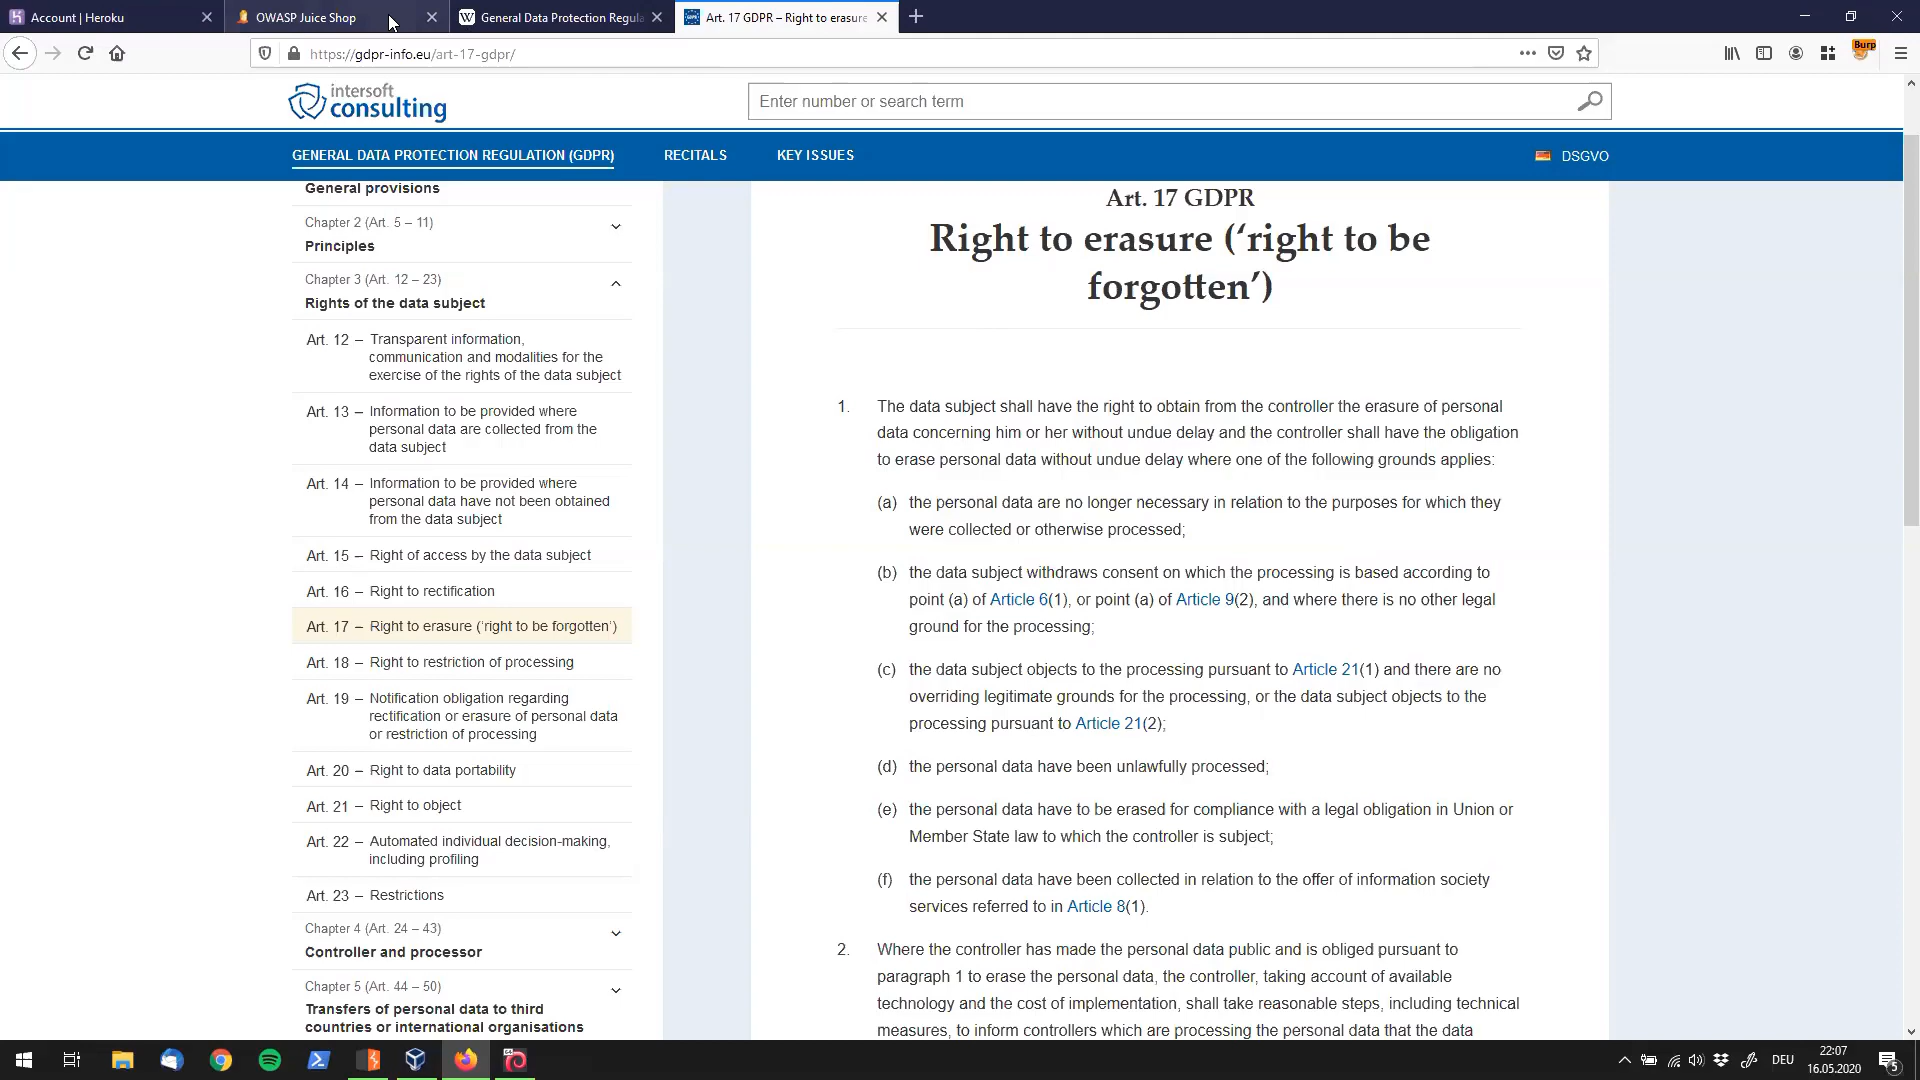 Account | Heroku
OWASP Juice Shop
General Data Protection Regula
Art. 17 GDPR – Right to erasure
https://gdpr-info.eu/art-17-gdpr/
Burp
intersoft
consulting
Enter number or search term
GENERAL DATA PROTECTION REGULATION (GDPR)
RECITALS
KEY ISSUES
DSGVO
General provisions
Chapter 2 (Art. 5 – 11)
Principles
Chapter 3 (Art. 12 – 23)
Rights of the data subject
Art. 12 – Transparent information,
communication and modalities for the
exercise of the rights of the data subject
Art. 13 – Information to be provided where
personal data are collected from the
data subject
Art. 14 – Information to be provided where
personal data have not been obtained
from the data subject
Art. 15 – Right of access by the data subject
Art. 16 – Right to rectification
Art. 17 – Right to erasure (‘right to be forgotten’)
Art. 18 – Right to restriction of processing
Art. 19 – Notification obligation regarding
rectification or erasure of personal data
or restriction of processing
Art. 20 – Right to data portability
Art. 21 – Right to object
Art. 22 – Automated individual decision-making,
including profiling
Art. 23 – Restrictions
Chapter 4 (Art. 24 – 43)
Controller and processor
Chapter 5 (Art. 44 – 50)
Transfers of personal data to third
countries or international organisations
Art. 17 GDPR
Right to erasure (‘right to be
forgotten’)
1. The data subject shall have the right to obtain from the controller the erasure of personal
data concerning him or her without undue delay and the controller shall have the obligation
to erase personal data without undue delay where one of the following grounds applies:
(a) the personal data are no longer necessary in relation to the purposes for which they
were collected or otherwise processed;
(b) the data subject withdraws consent on which the processing is based according to
point (a) of Article 6(1), or point (a) of Article 9(2), and where there is no other legal
ground for the processing;
(c) the data subject objects to the processing pursuant to Article 21(1) and there are no
overriding legitimate grounds for the processing, or the data subject objects to the
processing pursuant to Article 21(2);
(d) the personal data have been unlawfully processed;
(e) the personal data have to be erased for compliance with a legal obligation in Union or
Member State law to which the controller is subject;
(f) the personal data have been collected in relation to the offer of information society
services referred to in Article 8(1).
2. Where the controller has made the personal data public and is obliged pursuant to
paragraph 1 to erase the personal data, the controller, taking account of available
technology and the cost of implementation, shall take reasonable steps, including technical
measures, to inform controllers which are processing the personal data that the data
DEU
22:07
16.05.2020
5